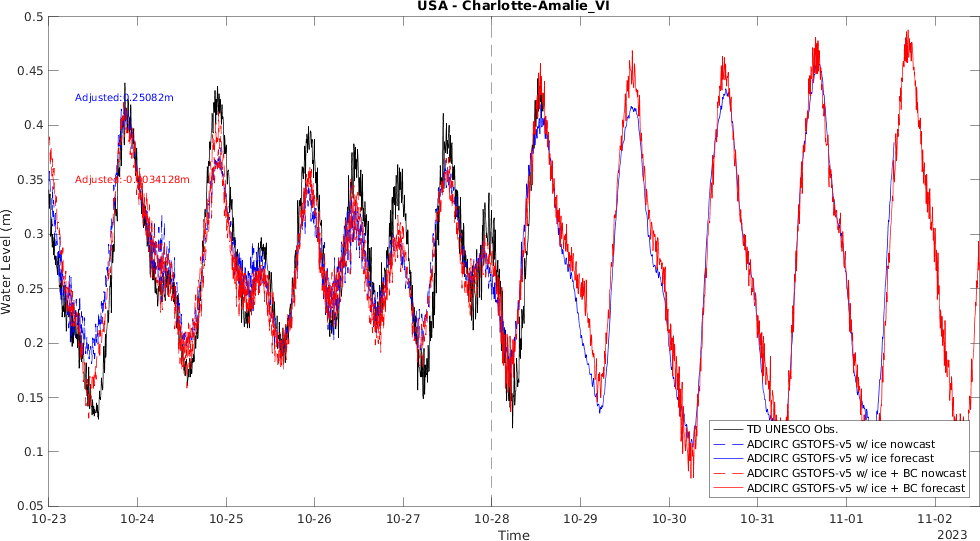 USA - Charlotte-Amalie_VI
0.5
0.45
0.4
0.35
0.3
0.25
0.2
0.15
0.1
0.05
Water Level (m)
Adjusted:0.25082m
Adjusted:-0.0034128m
TD UNESCO Obs.
ADCIRC GSTOFS-v5 w/ ice nowcast
ADCIRC GSTOFS-v5 w/ ice forecast
ADCIRC GSTOFS-v5 w/ ice + BC nowcast
ADCIRC GSTOFS-v5 w/ ice + BC forecast
10-23 10-24 10-25 10-26 10-27 10-28 10-29 10-30 10-31 11-01 11-02
Time
2023